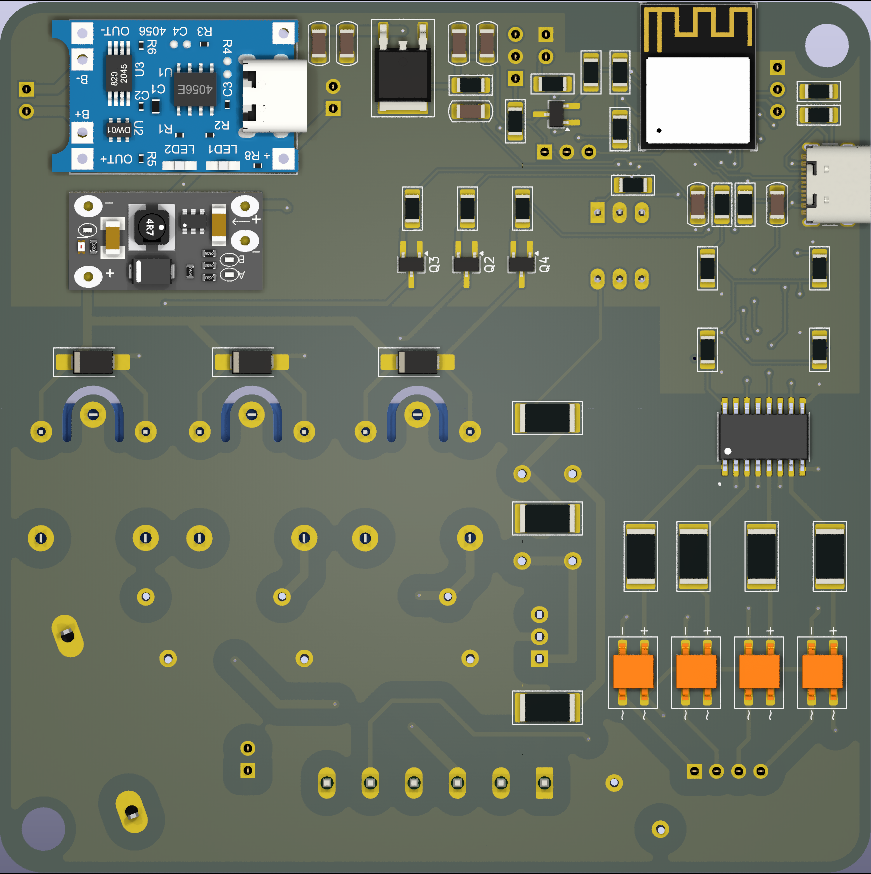 OUT- 4056 C4 R3
R6
R4
B-
U3
8205
U1
4056E
C2
C1
C3
B+
DW01
U2
R1
R2
OUT+
R5
LED2
LED1
R8 +
-
4R7
+
-
B
A
+
Q3
Q2
Q4
- +
- +
- +
- +
~ ~
~ ~
~ ~
~ ~